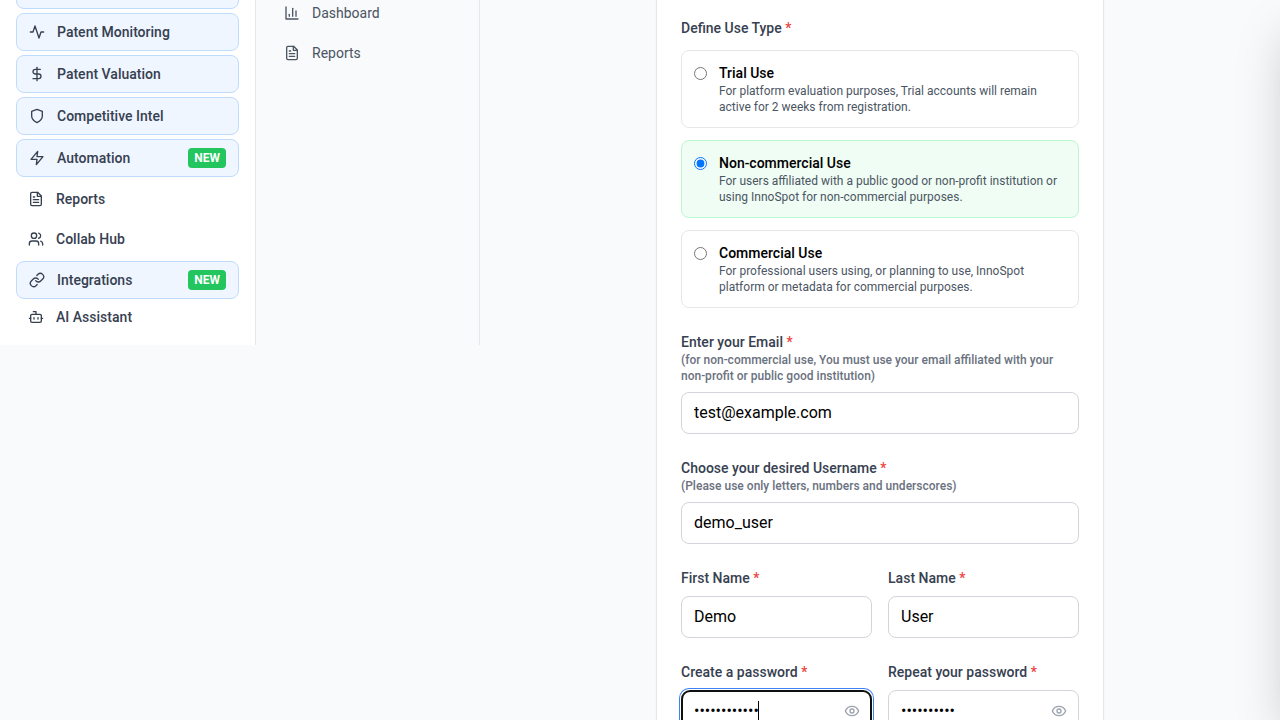 Patent Monitoring
Patent Valuation
Competitive Intel
Automation NEW
Reports
Collab Hub
Integrations NEW
AI Assistant
Dashboard
Reports
Define Use Type *
Trial Use
For platform evaluation purposes, Trial accounts will remain
active for 2 weeks from registration.
Non-commercial Use
For users affiliated with a public good or non-profit institution or
using InnoSpot for non-commercial purposes.
Commercial Use
For professional users using, or planning to use, InnoSpot
platform or metadata for commercial purposes.
Enter your Email *
(for non-commercial use, You must use your email affiliated with your
non-profit or public good institution)
test@example.com
Choose your desired Username *
(Please use only letters, numbers and underscores)
demo_user
First Name * Last Name *
Demo User
Create a password * Repeat your password *
•••••••••••• ••••••••••